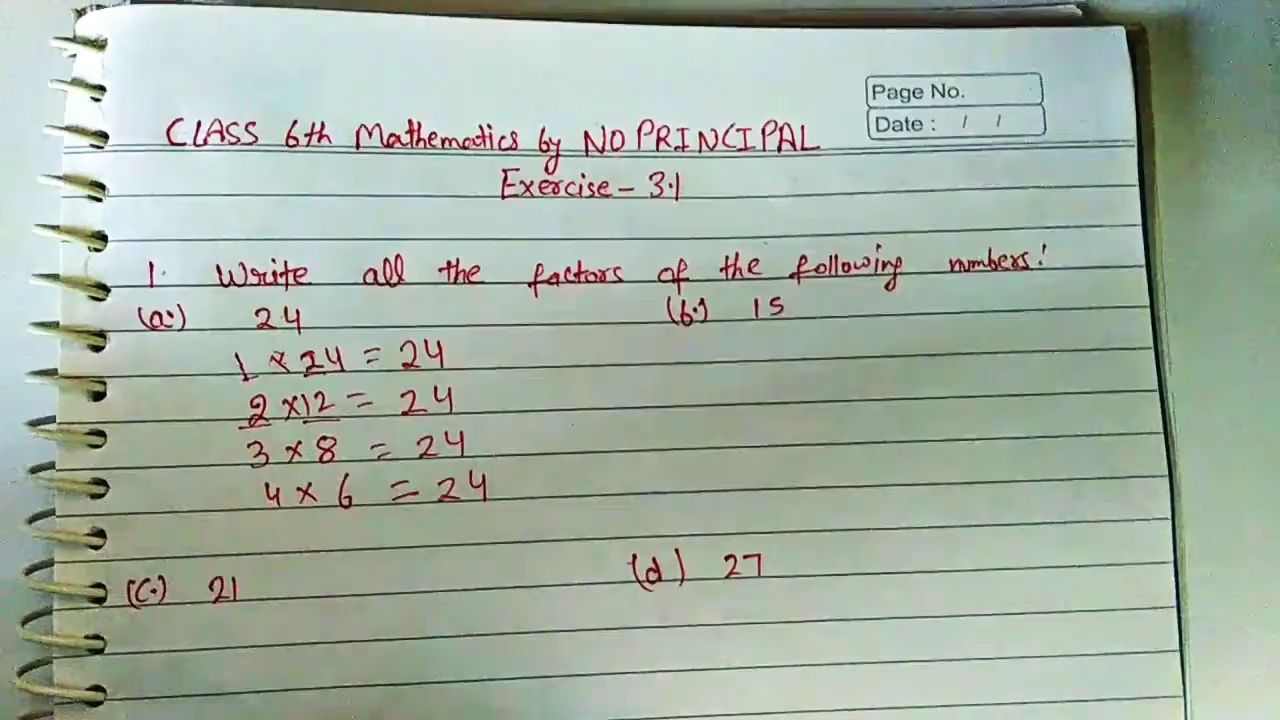 Page No.
Date : / /
CLASS 6th Mathematics by NO PRINCIPAL
Exercise - 3.1
1. Write all the factors of the following numbers:
(a.) 24 (b.) 15
1 × 24 = 24
2 × 12 = 24
3 × 8 = 24
4 × 6 = 24
(c.) 21 (d) 27